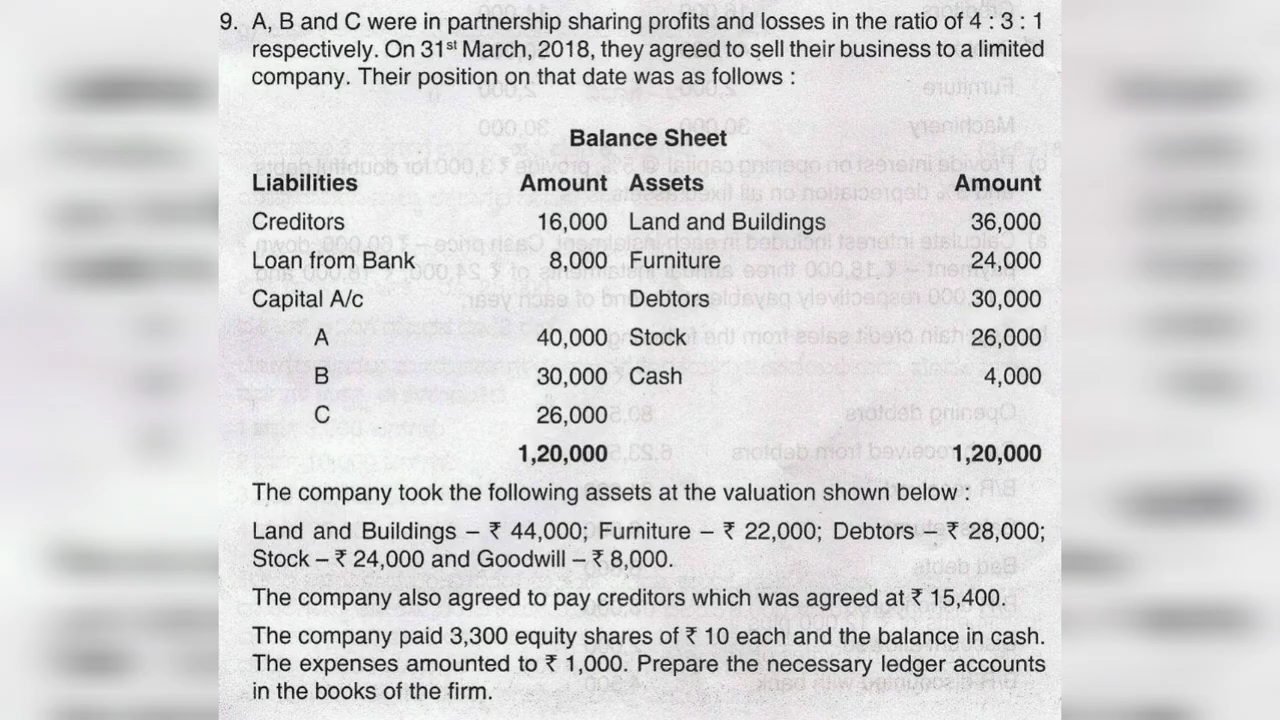 9. A, B and C were in partnership sharing profits and losses in the ratio of 4 : 3 : 1
respectively. On 31st March, 2018, they agreed to sell their business to a limited
company. Their position on that date was as follows :
Balance Sheet
Liabilities Amount Assets Amount
Creditors 16,000 Land and Buildings 36,000
Loan from Bank 8,000 Furniture 24,000
Capital A/c Debtors 30,000
A 40,000 Stock 26,000
B 30,000 Cash 4,000
C 26,000
1,20,000 1,20,000
The company took the following assets at the valuation shown below :
Land and Buildings – ₹ 44,000; Furniture – ₹ 22,000; Debtors – ₹ 28,000;
Stock – ₹ 24,000 and Goodwill – ₹ 8,000.
The company also agreed to pay creditors which was agreed at ₹ 15,400.
The company paid 3,300 equity shares of ₹ 10 each and the balance in cash.
The expenses amounted to ₹ 1,000. Prepare the necessary ledger accounts
in the books of the firm.